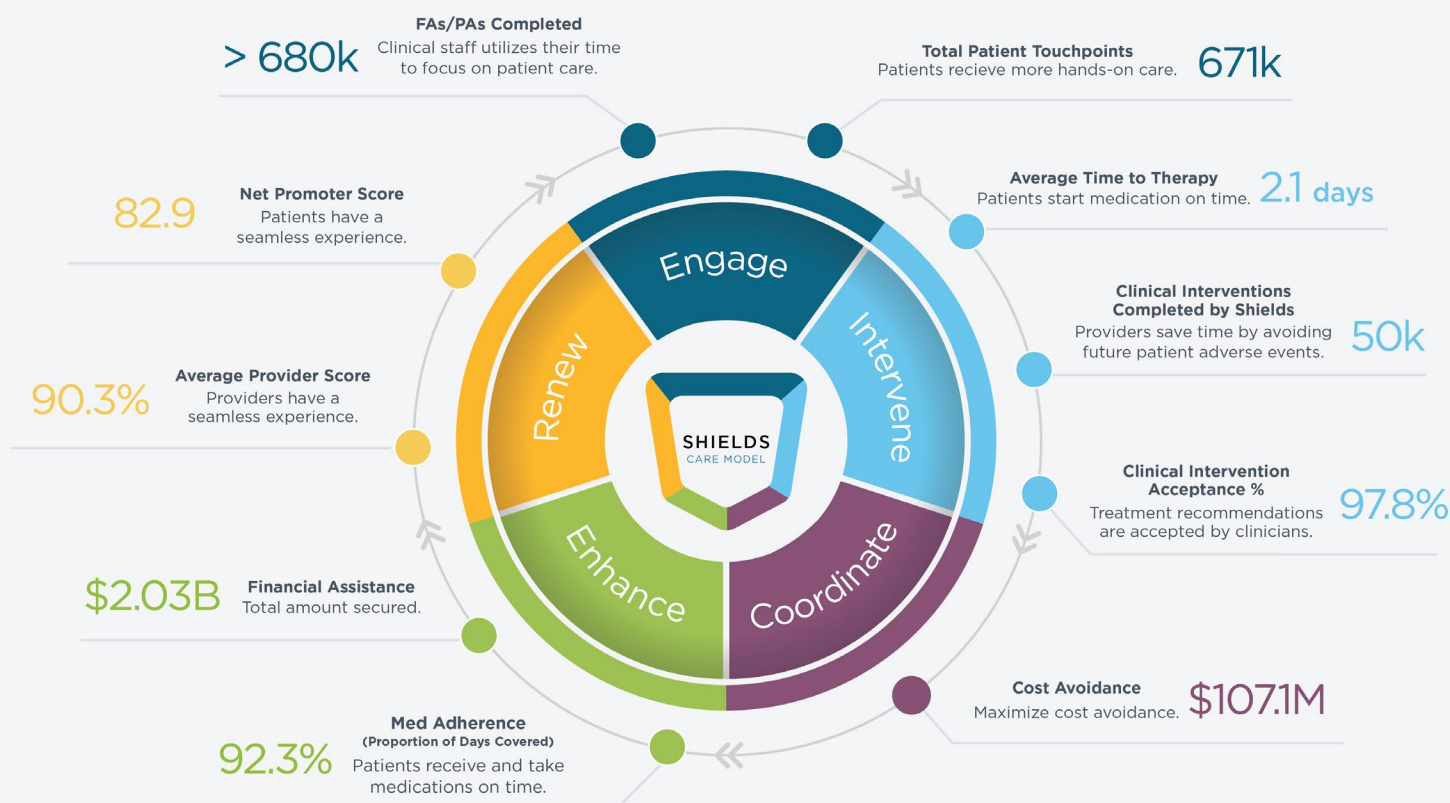 FAs/PAs Completed
> 680k
Clinical staff utilizes their time
to focus on patient care.
Total Patient Touchpoints
Patients recieve more hands-on care.
671k
Average Time to Therapy
Patients start medication on time.
2.1 days
Clinical Interventions
Completed by Shields
Providers save time by avoiding
future patient adverse events.
50k
Clinical Intervention
Acceptance %
Treatment recommendations
are accepted by clinicians.
97.8%
Cost Avoidance
Maximize cost avoidance.
$107.1M
Med Adherence
(Proportion of Days Covered)
Patients receive and take
medications on time.
92.3%
Financial Assistance
Total amount secured.
$2.03B
Average Provider Score
Providers have a
seamless experience.
90.3%
Net Promoter Score
Patients have a
seamless experience.
82.9
Engage
Intervene
Coordinate
Enhance
Renew
SHIELDS
CARE MODEL